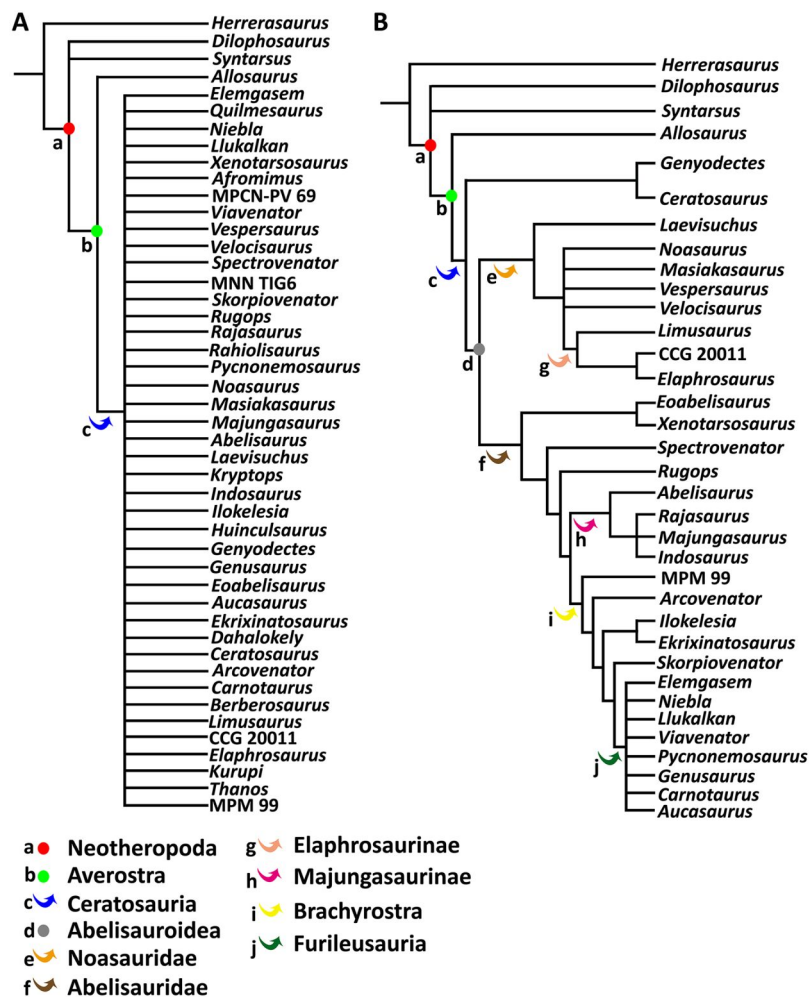 A
Herrerasaurus
Dilophosaurus
Syntarsus
Allosaurus
Elemgasem
Quilmesaurus
Niebla
Llukalkan
Xenotarsosaurus
Afromimus
MPCN-PV 69
Viavenator
Vespersaurus
Velocisaurus
Spectrovenator
MNN TIG6
Skorpiovenator
Rugops
Rajasaurus
Rahiolisaurus
Pycnonemosaurus
Noasaurus
Masiakasaurus
Majungasaurus
Abelisaurus
Laevisuchus
Kryptops
Indosaurus
Ilokelesia
Huinculsaurus
Genyodectes
Genusaurus
Eoabelisaurus
Aucasaurus
Ekrixinatosaurus
Dahalokely
Ceratosaurus
Arcovenator
Carnotaurus
Berberosaurus
Limusaurus
CCG 20011
Elaphrosaurus
Kurupi
Thanos
MPM 99
a
b
c
B
Herrerasaurus
Dilophosaurus
Syntarsus
Allosaurus
Genyodectes
Ceratosaurus
Laevisuchus
Noasaurus
Masiakasaurus
Vespersaurus
Velocisaurus
Limusaurus
CCG 20011
Elaphrosaurus
Eoabelisaurus
Xenotarsosaurus
Spectrovenator
Rugops
Abelisaurus
Rajasaurus
Majungasaurus
Indosaurus
MPM 99
Arcovenator
Ilokelesia
Ekrixinatosaurus
Skorpiovenator
Elemgasem
Niebla
Llukalkan
Viavenator
Pycnonemosaurus
Genusaurus
Carnotaurus
Aucasaurus
a
b
c
e
d
g
f
h
i
j
a Neotheropoda
b Averostra
c Ceratosauria
d Abelisauroidea
e Noasauridae
f Abelisauridae
g Elaphrosaurinae
h Majungasaurinae
i Brachyrostra
j Furileusauria